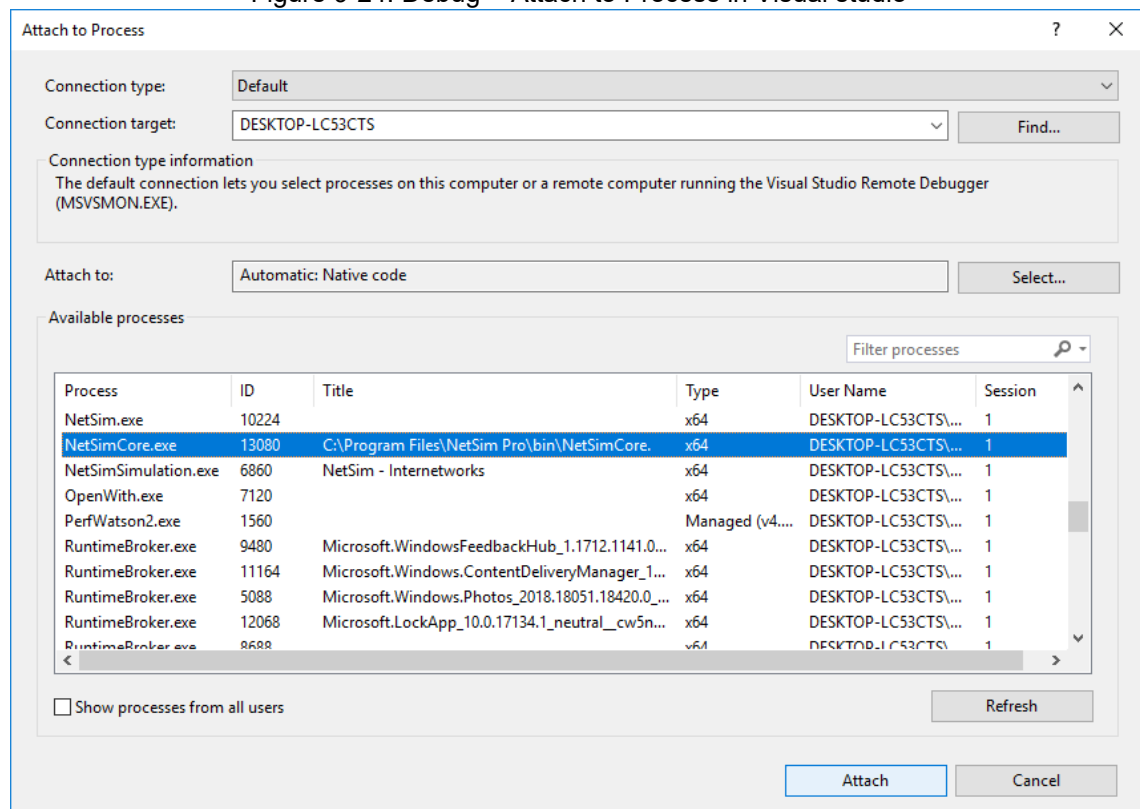 Attach to Process
Connection type: Default
Connection target: DESKTOP-LC53CTS Find...
Connection type information
The default connection lets you select processes on this computer or a remote computer running the Visual Studio Remote Debugger
(MSVSMON.EXE).
Attach to: Automatic: Native code Select...
Available processes
Filter processes
Process ID Title Type User Name Session
NetSim.exe 10224 x64 DESKTOP-LC53CTS\... 1
NetSimCore.exe 13080 C:\Program Files\NetSim Pro\bin\NetSimCore. x64 DESKTOP-LC53CTS\... 1
NetSimSimulation.exe 6860 NetSim - Internetworks x64 DESKTOP-LC53CTS\... 1
OpenWith.exe 7120 x64 DESKTOP-LC53CTS\... 1
PerfWatson2.exe 1560 Managed (v4.... DESKTOP-LC53CTS\... 1
RuntimeBroker.exe 9480 Microsoft.WindowsFeedbackHub_1.1712.1141.0... x64 DESKTOP-LC53CTS\... 1
RuntimeBroker.exe 11164 Microsoft.Windows.ContentDeliveryManager_1... x64 DESKTOP-LC53CTS\... 1
RuntimeBroker.exe 5088 Microsoft.Windows.Photos_2018.18051.18420.0_... x64 DESKTOP-LC53CTS\... 1
RuntimeBroker.exe 12068 Microsoft.LockApp_10.0.17134.1_neutral__cw5n... x64 DESKTOP-LC53CTS\... 1
RuntimeBroker.exe 8688 x64 DESKTOP-LC53CTS\ 1
Show processes from all users Refresh
Attach Cancel